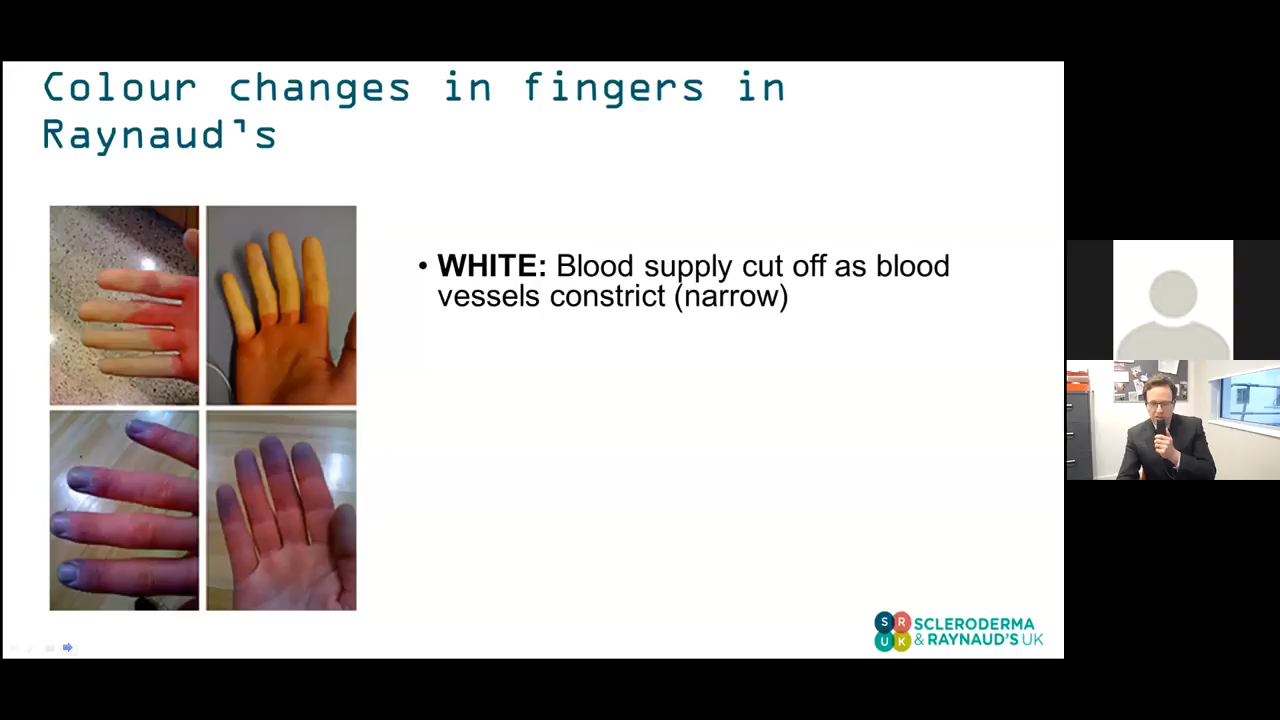 Colour changes in fingers in
Raynaud's
• WHITE: Blood supply cut off as blood
vessels constrict (narrow)
S R
U K
SCLERODERMA
& RAYNAUD'S UK